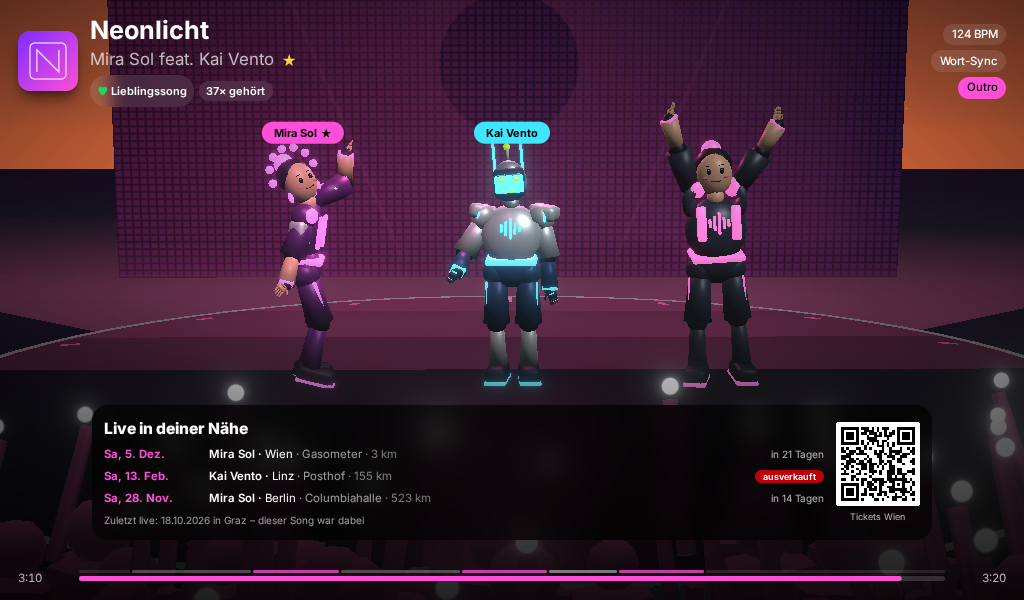 N
Neonlicht
Mira Sol feat. Kai Vento ★
Lieblingssong
37× gehört
124 BPM
Wort-Sync
Outro
Mira Sol ★
Kai Vento
Live in deiner Nähe
Sa, 5. Dez. Mira Sol · Wien · Gasometer · 3 km in 21 Tagen
Sa, 13. Feb. Kai Vento · Linz · Posthof · 155 km ausverkauft
Sa, 28. Nov. Mira Sol · Berlin · Columbiahalle · 523 km in 14 Tagen
Zuletzt live: 18.10.2026 in Graz – dieser Song war dabei
Tickets Wien
3:10
3:20